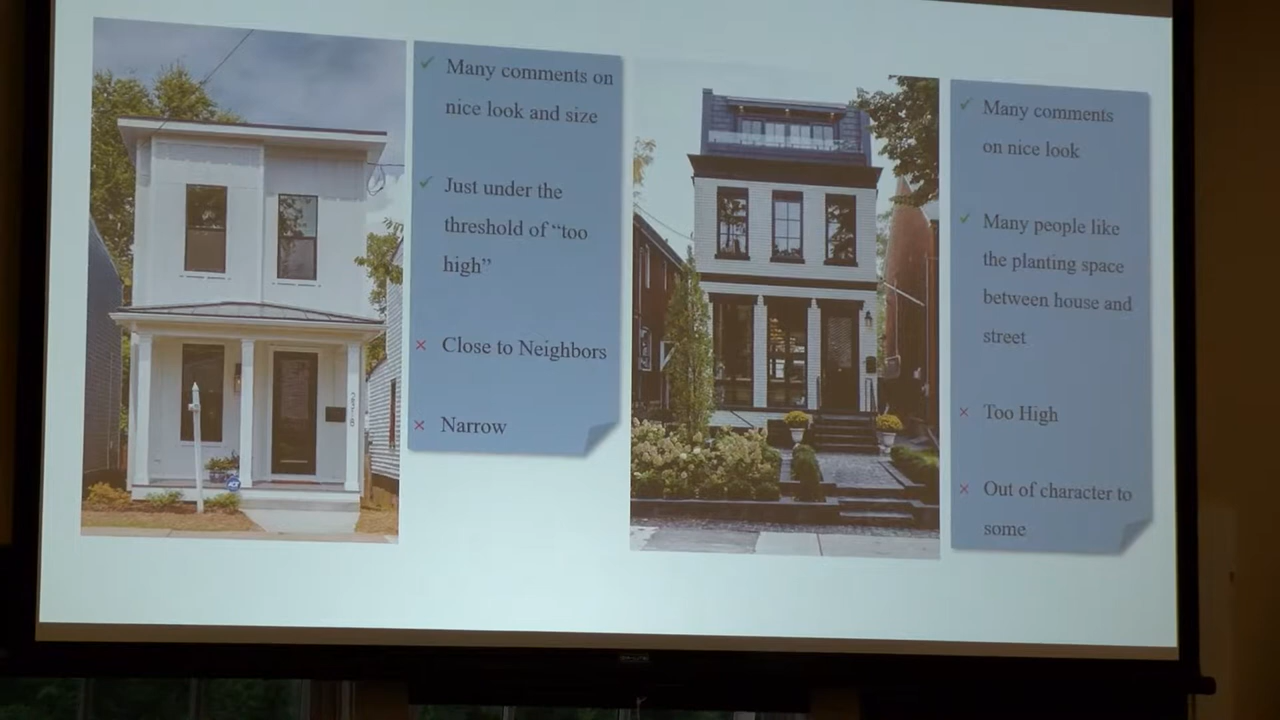 Many comments on
nice look and size
Just under the
threshold of “too
high”
Close to Neighbors
Narrow
Many comments
on nice look
Many people like
the planting space
between house and
street
Too High
Out of character to
some